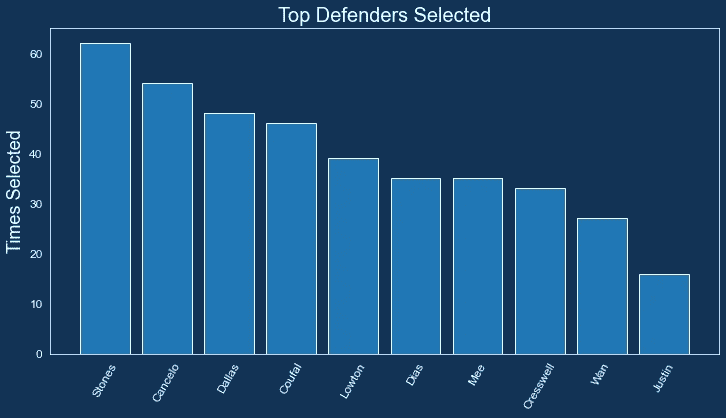 Top Defenders Selected
Times Selected
60
50
40
30
20
10
0
Stones
Cancelo
Dallas
Coufal
Lowton
Dias
Mee
Cresswell
Wan
Justin